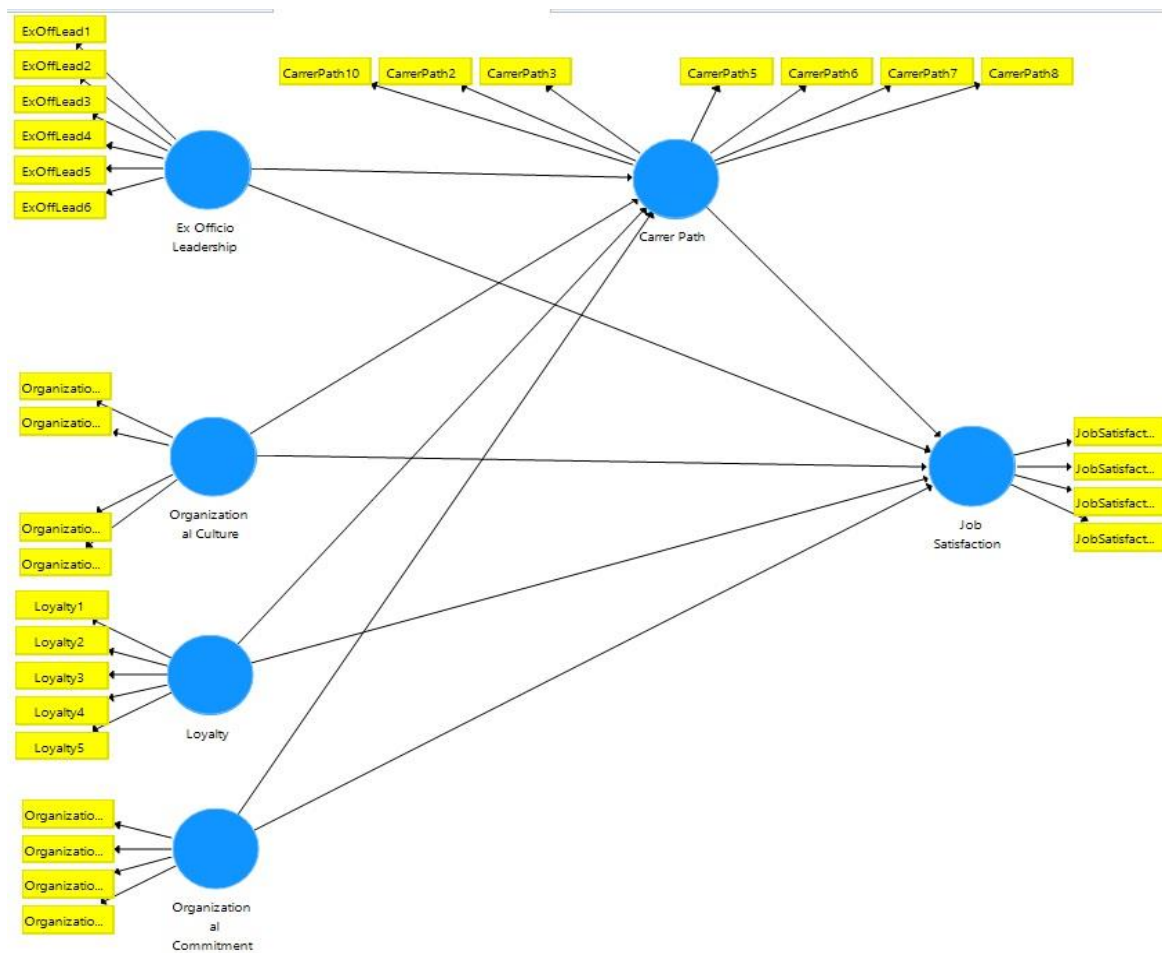 ExOffLead1
ExOffLead2
ExOffLead3
ExOffLead4
ExOffLead5
ExOffLead6
Ex Officio
Leadership
CarrerPath10
CarrerPath2
CarrerPath3
CarrerPath5
CarrerPath6
CarrerPath7
CarrerPath8
Carrer Path
Organizatio...
Organizatio...
Organizatio...
Organizatio...
Organization
al Culture
JobSatisfact...
JobSatisfact...
JobSatisfact...
JobSatisfact...
Job
Satisfaction
Loyalty1
Loyalty2
Loyalty3
Loyalty4
Loyalty5
Loyalty
Organizatio...
Organizatio...
Organizatio...
Organizatio...
Organization
al
Commitment